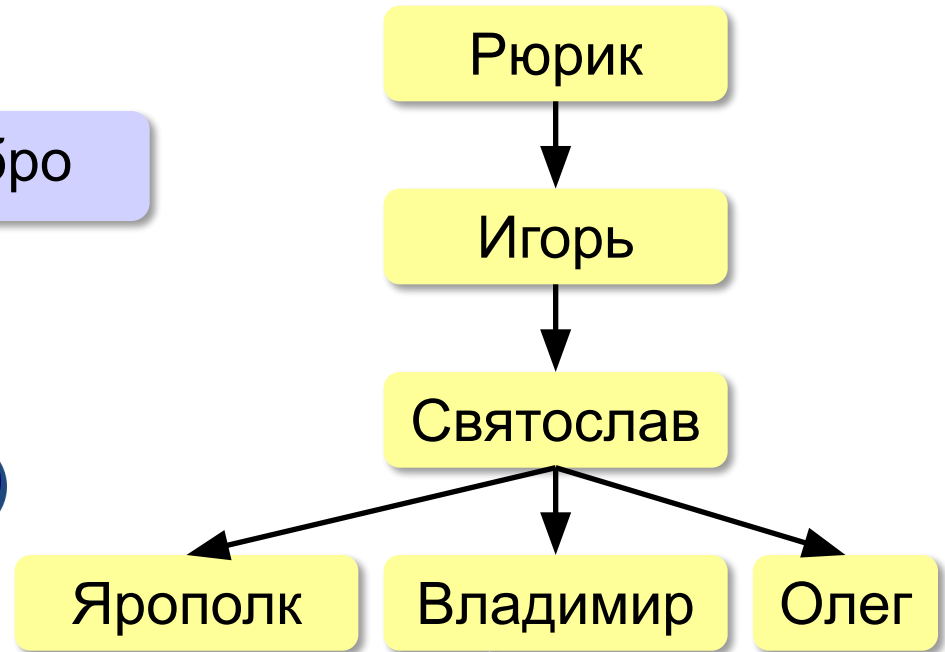 Рюрик
бро
Игорь
Святослав
Ярополк Владимир Олег